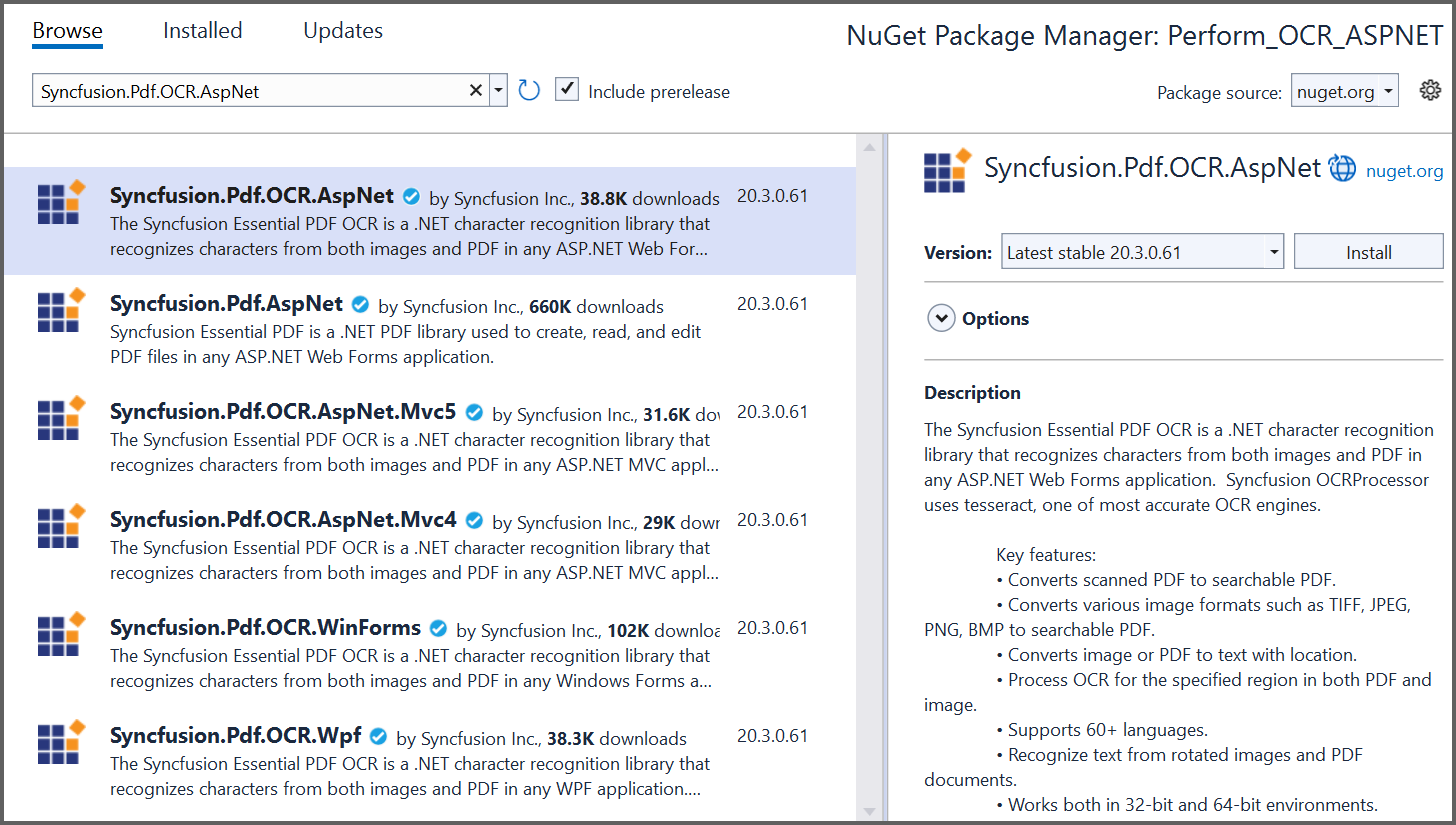 Browse Installed Updates
NuGet Package Manager: Perform_OCR_ASPNET
Syncfusion.Pdf.OCR.AspNet
Include prerelease
Package source: nuget.org
Syncfusion.Pdf.OCR.AspNet by Syncfusion Inc., 38.8K downloads 20.3.0.61
The Syncfusion Essential PDF OCR is a .NET character recognition library that
recognizes characters from both images and PDF in any ASP.NET Web For...
Syncfusion.Pdf.AspNet by Syncfusion Inc., 660K downloads 20.3.0.61
Syncfusion Essential PDF is a .NET PDF library used to create, read, and edit
PDF files in any ASP.NET Web Forms application.
Syncfusion.Pdf.OCR.AspNet.Mvc5 by Syncfusion Inc., 31.6K dov 20.3.0.61
The Syncfusion Essential PDF OCR is a .NET character recognition library that
recognizes characters from both images and PDF in any ASP.NET MVC appl...
Syncfusion.Pdf.OCR.AspNet.Mvc4 by Syncfusion Inc., 29K dowr 20.3.0.61
The Syncfusion Essential PDF OCR is a .NET character recognition library that
recognizes characters from both images and PDF in any ASP.NET MVC appl...
Syncfusion.Pdf.OCR.WinForms by Syncfusion Inc., 102K downloa 20.3.0.61
The Syncfusion Essential PDF OCR is a .NET character recognition library that
recognizes characters from both images and PDF in any Windows Forms a...
Syncfusion.Pdf.OCR.Wpf by Syncfusion Inc., 38.3K downloads 20.3.0.61
The Syncfusion Essential PDF OCR is a .NET character recognition library that
recognizes characters from both images and PDF in any WPF application....
Syncfusion.Pdf.OCR.AspNet nuget.org
Version: Latest stable 20.3.0.61 Install
Options
Description
The Syncfusion Essential PDF OCR is a .NET character recognition
library that recognizes characters from both images and PDF in
any ASP.NET Web Forms application. Syncfusion OCRProcessor
uses tesseract, one of most accurate OCR engines.
Key features:
• Converts scanned PDF to searchable PDF.
• Converts various image formats such as TIFF, JPEG,
PNG, BMP to searchable PDF.
• Converts image or PDF to text with location.
• Process OCR for the specified region in both PDF and
image.
• Supports 60+ languages.
• Recognize text from rotated images and PDF
documents.
• Works both in 32-bit and 64-bit environments.